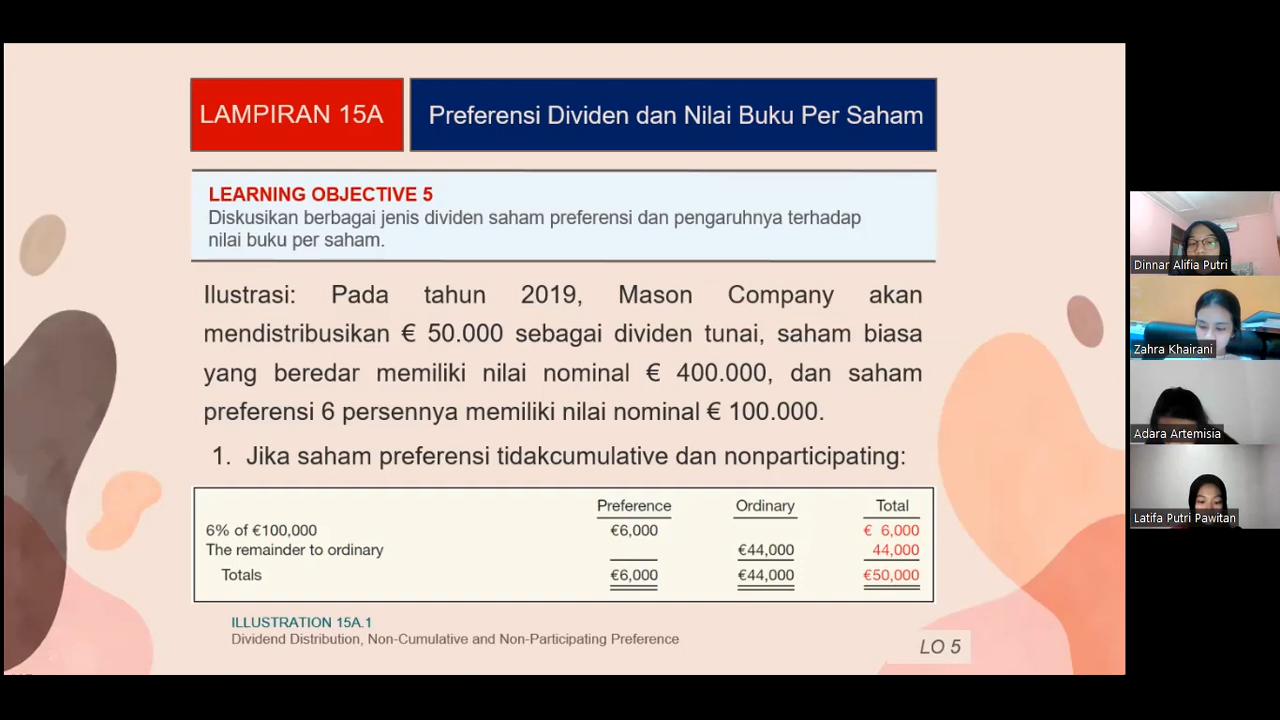 LAMPIRAN 15A
Preferensi Dividen dan Nilai Buku Per Saham
LEARNING OBJECTIVE 5
Diskusikan berbagai jenis dividen saham preferensi dan pengaruhnya terhadap
nilai buku per saham.
Ilustrasi: Pada tahun 2019, Mason Company akan
mendistribusikan € 50.000 sebagai dividen tunai, saham biasa
yang beredar memiliki nilai nominal € 400.000, dan saham
preferensi 6 persennya memiliki nilai nominal € 100.000.
1. Jika saham preferensi tidakcumulative dan nonparticipating:
Preference Ordinary Total
6% of €100,000 €6,000 € 6,000
The remainder to ordinary €44,000 44,000
Totals €6,000 €44,000 €50,000
ILLUSTRATION 15A.1
Dividend Distribution, Non-Cumulative and Non-Participating Preference
LO 5
Dinnar Alifia Putri
Zahra Khairani
Adara Artemisia
Latifa Putri Pawitan